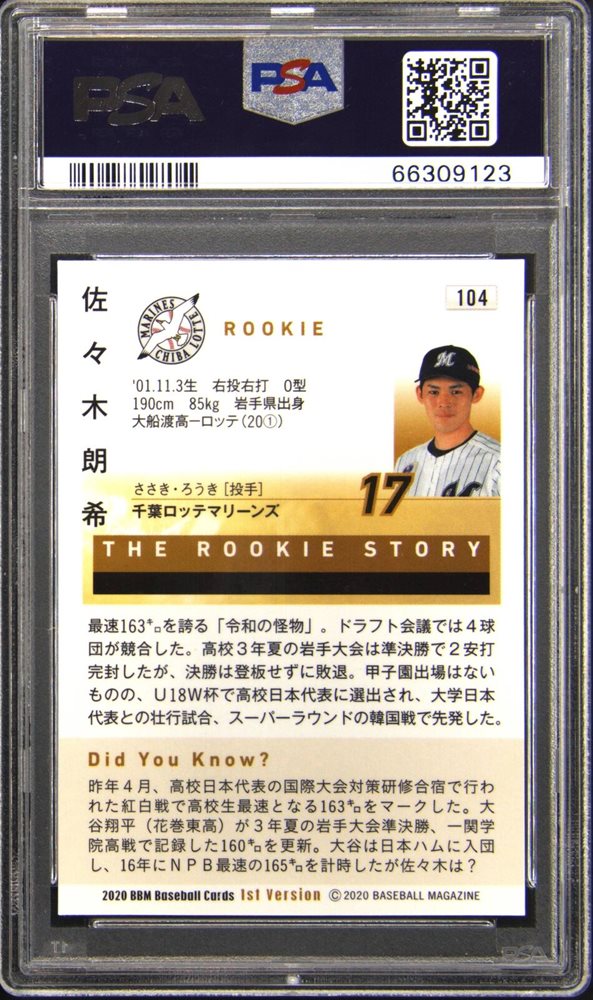 PSA
PSA
66309123
佐々木朗希
MARINES
CHIBA LOTTE
ROOKIE
104
'01.11.3生 右投右打 O型
190cm 85kg 岩手県出身
大船渡高ーロッテ(20①)
M
ささき・ろうき [投手]
千葉ロッテマリーンズ
17
THE ROOKIE STORY
最速163㌔を誇る「令和の怪物」。ドラフト会議では4球
団が競合した。高校3年夏の岩手大会は準決勝で2安打
完封したが、決勝は登板せずに敗退。甲子園出場はない
ものの、U18W杯で高校日本代表に選出され、大学日本
代表との壮行試合、スーパーラウンドの韓国戦で先発した。
Did You Know?
昨年4月、高校日本代表の国際大会対策研修合宿で行わ
れた紅白戦で高校生最速となる163㌔をマークした。大
谷翔平(花巻東高)が3年夏の岩手大会準決勝、一関学
院高戦で記録した160㌔を更新。大谷は日本ハムに入団
し、16年にNPB最速の165㌔を計時したが佐々木は?
2020 BBM Baseball Cards 1st Version ©2020 BASEBALL MAGAZINE
PSA